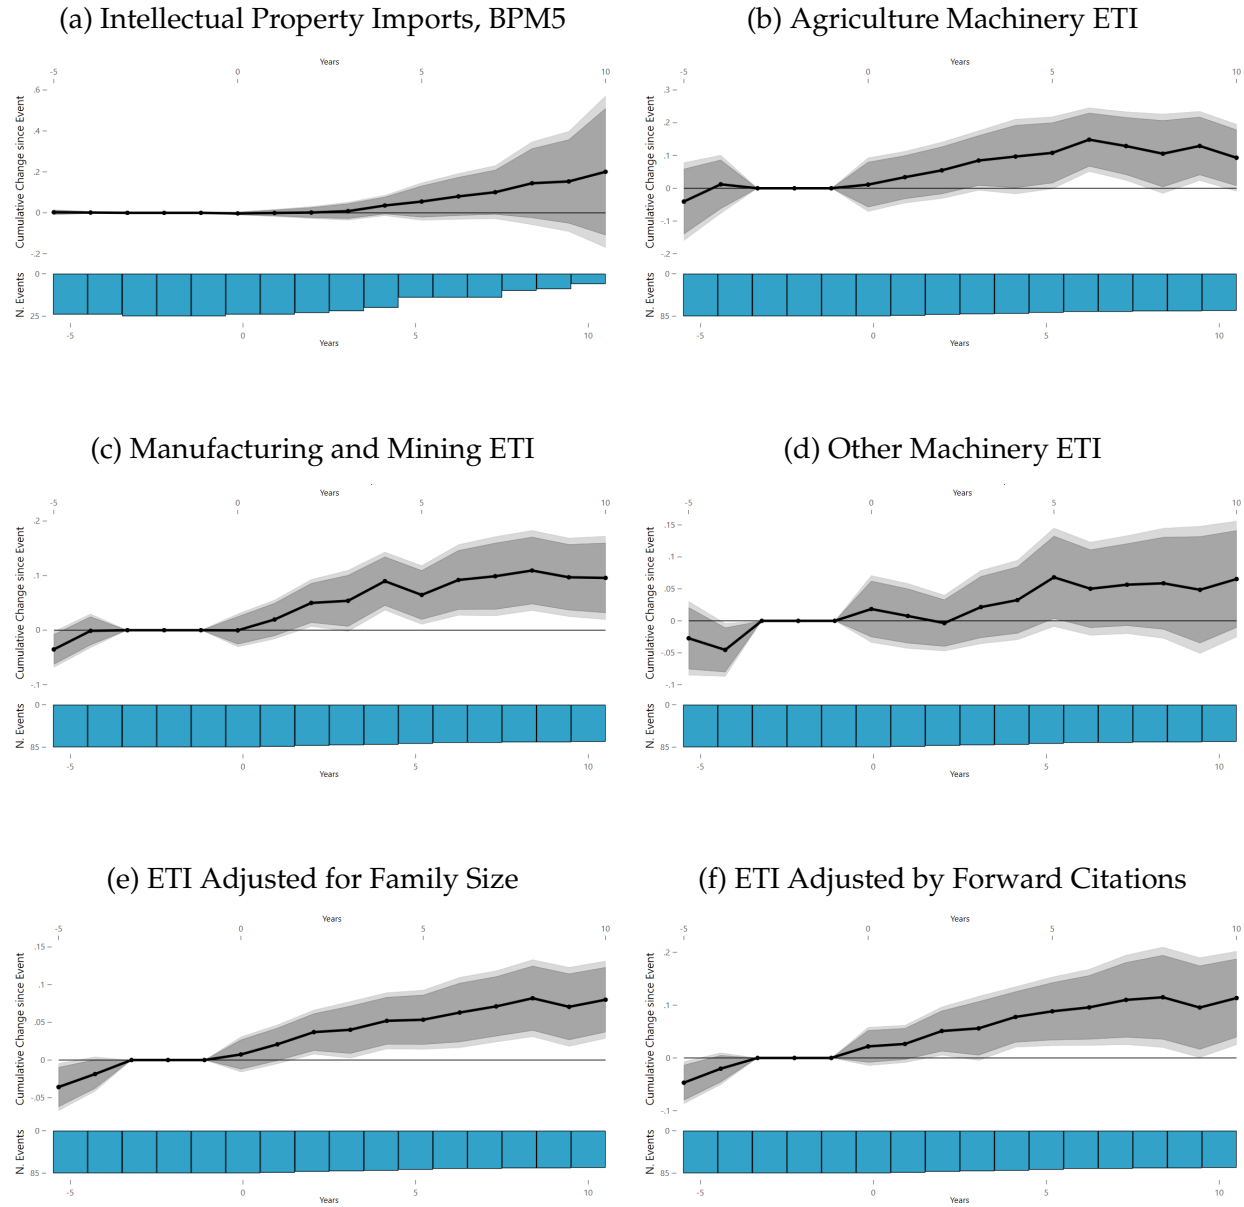 (a) Intellectual Property Imports, BPM5
Years
-5 0 5 10
Cumulative Change since Event
.6
.4
.2
0
-.2
N. Events
0
25
-5 0 5 10
Years
(b) Agriculture Machinery ETI
Years
-5 0 5 10
Cumulative Change since Event
.3
.2
.1
0
-.1
-.2
N. Events
0
85
-5 0 5 10
Years
(c) Manufacturing and Mining ETI
Years
-5 0 5 10
Cumulative Change since Event
.2
.1
0
-.1
N. Events
0
85
-5 0 5 10
Years
(d) Other Machinery ETI
Years
-5 0 5 10
Cumulative Change since Event
.15
.1
.05
0
-.05
-.1
N. Events
0
85
-5 0 5 10
Years
(e) ETI Adjusted for Family Size
Years
-5 0 5 10
Cumulative Change since Event
.15
.1
.05
0
-.05
N. Events
0
85
-5 0 5 10
Years
(f) ETI Adjusted by Forward Citations
Years
-5 0 5 10
Cumulative Change since Event
.2
.1
0
-.1
N. Events
0
85
-5 0 5 10
Years